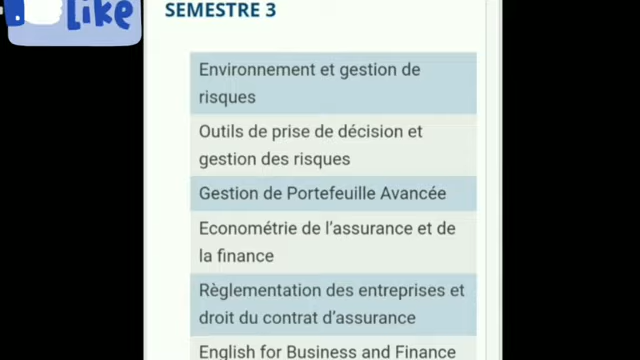 Like
SEMESTRE 3
Environnement et gestion de
risques
Outils de prise de décision et
gestion des risques
Gestion de Portefeuille Avancée
Econométrie de l'assurance et de
la finance
Règlementation des entreprises et
droit du contrat d'assurance
English for Business and Finance